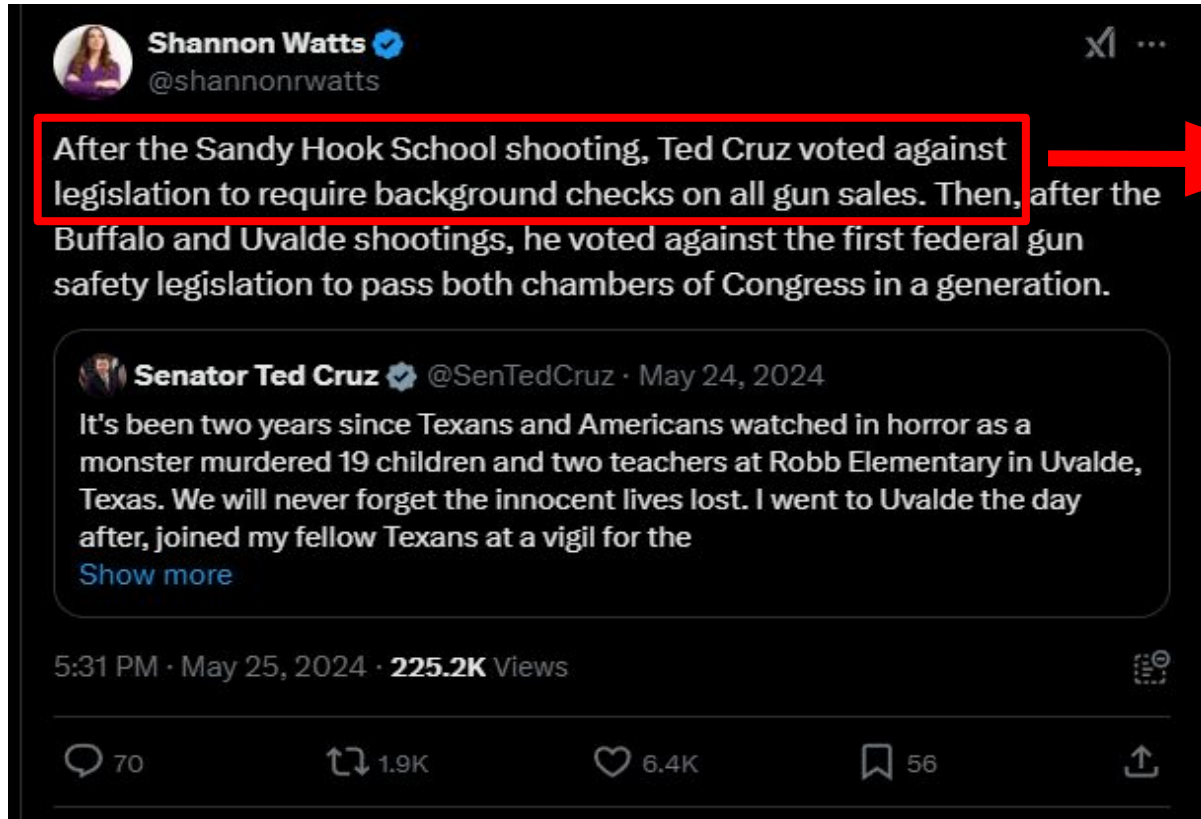 Shannon Watts
@shannonrwatts
After the Sandy Hook School shooting, Ted Cruz voted against
legislation to require background checks on all gun sales. Then, after the
Buffalo and Uvalde shootings, he voted against the first federal gun
safety legislation to pass both chambers of Congress in a generation.
Senator Ted Cruz @SenTedCruz · May 24, 2024
It's been two years since Texans and Americans watched in horror as a
monster murdered 19 children and two teachers at Robb Elementary in Uvalde,
Texas. We will never forget the innocent lives lost. I went to Uvalde the day
after, joined my fellow Texans at a vigil for the
Show more
5:31 PM · May 25, 2024 · 225.2K Views
70 1.9K 6.4K 56